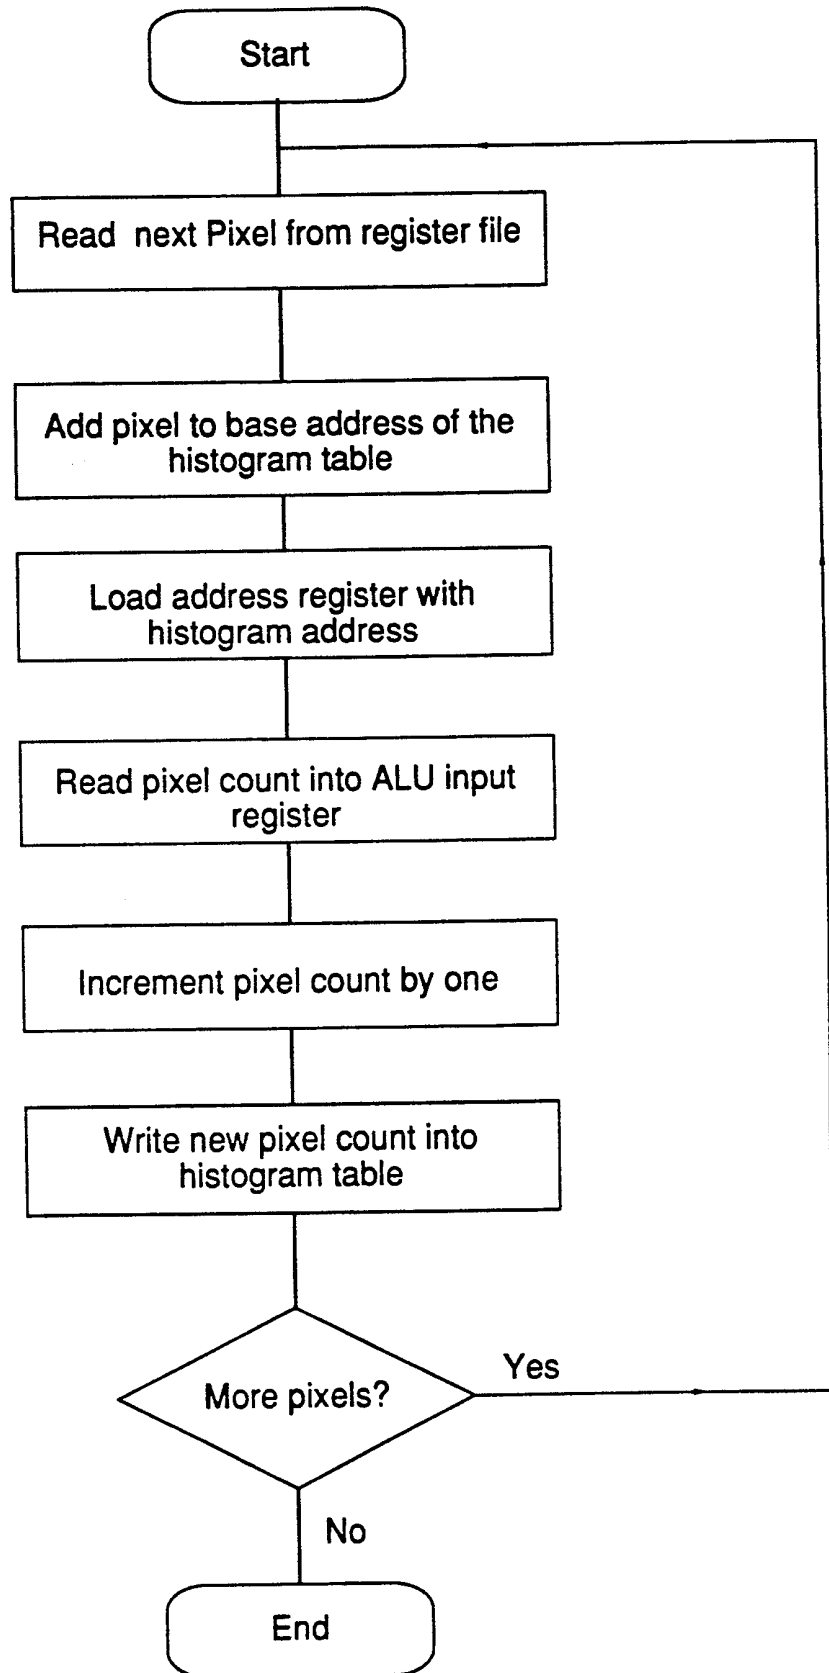 Start
Read next Pixel from register file
Add pixel to base address of the
histogram table
Load address register with
histogram address
Read pixel count into ALU input
register
Increment pixel count by one
Write new pixel count into
histogram table
More pixels?
Yes
No
End